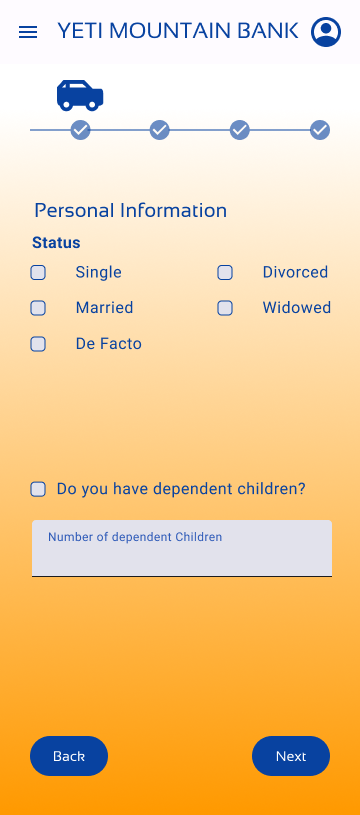 YETI MOUNTAIN BANK
Personal Information
Status
Single Divorced
Married Widowed
De Facto
Do you have dependent children?
Number of dependent Children
Back Next